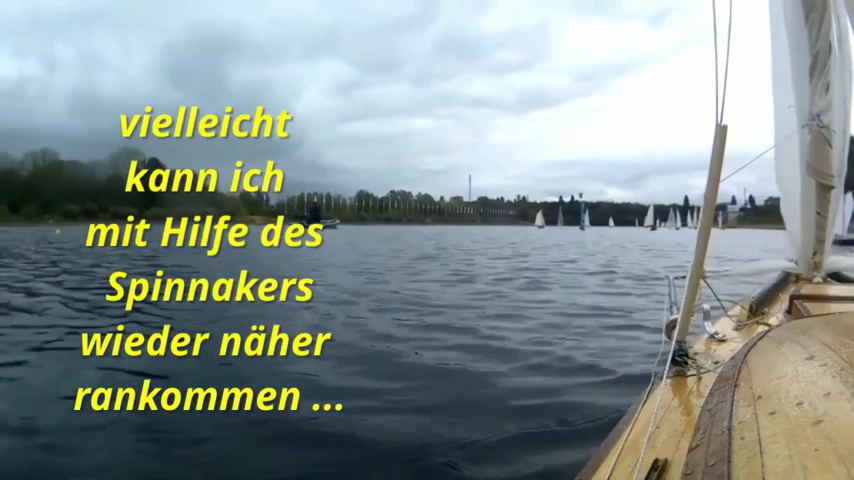 vielleicht
kann ich
mit Hilfe des
Spinnakers
wieder näher
rankommen ...